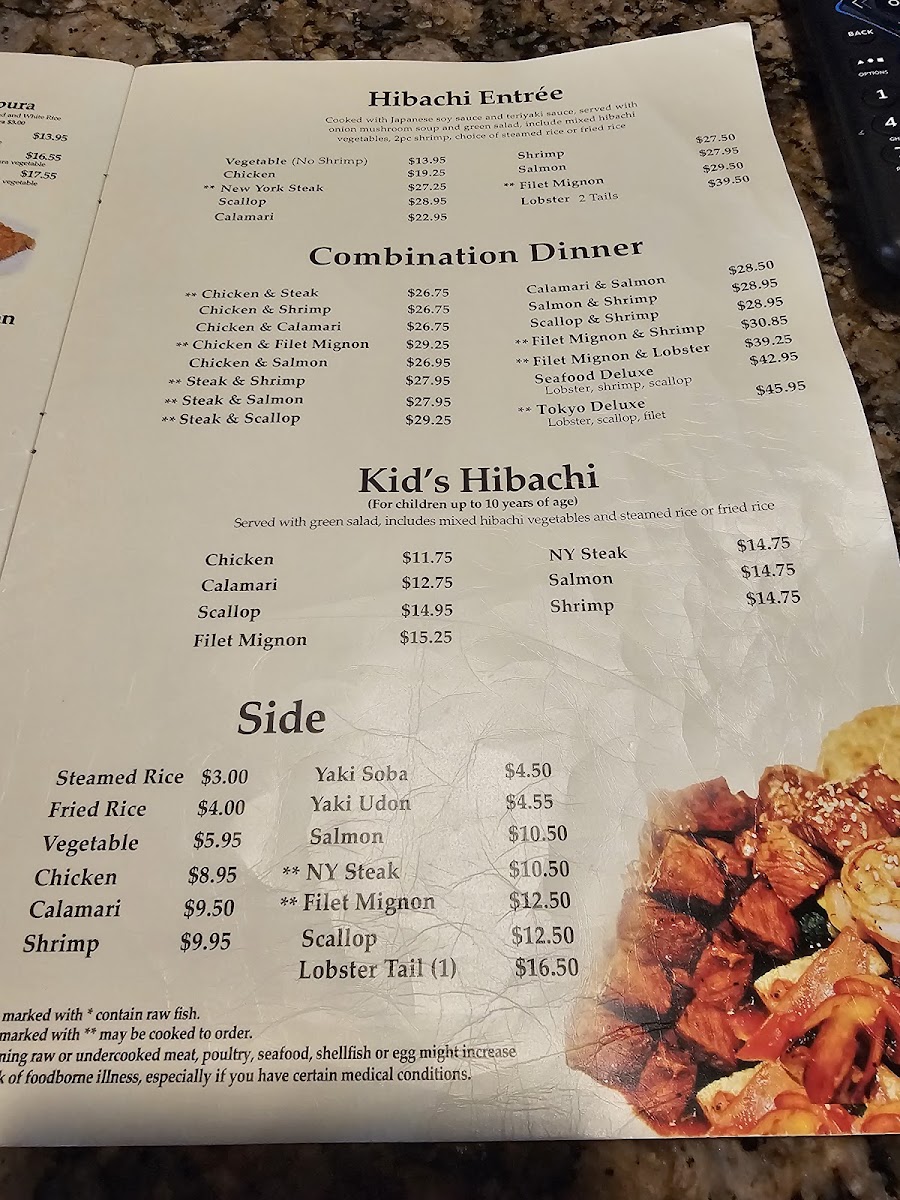 pura
ed and White Rice
a $3.00
$13.95
$16.55
ura vegetable
$17.55
vegetable
Hibachi Entrée
Cooked with Japanese soy sauce and teriyaki sauce, served with
onion mushroom soup and green salad, include mixed hibachi
vegetables, 2pc shrimp, choice of steamed rice or fried rice
Vegetable (No Shrimp) $13.95
Chicken $19.25
** New York Steak $27.25
Scallop $28.95
Calamari $22.95
Shrimp $27.50
Salmon $27.95
** Filet Mignon $29.50
Lobster 2 Tails $39.50
Combination Dinner
** Chicken & Steak $26.75
Chicken & Shrimp $26.75
Chicken & Calamari $26.75
** Chicken & Filet Mignon $29.25
Chicken & Salmon $26.95
** Steak & Shrimp $27.95
** Steak & Salmon $27.95
** Steak & Scallop $29.25
Calamari & Salmon $28.50
Salmon & Shrimp $28.95
Scallop & Shrimp $28.95
** Filet Mignon & Shrimp $30.85
** Filet Mignon & Lobster $39.25
Seafood Deluxe $42.95
Lobster, shrimp, scallop
** Tokyo Deluxe $45.95
Lobster, scallop, filet
Kid's Hibachi
(For children up to 10 years of age)
Served with green salad, includes mixed hibachi vegetables and steamed rice or fried rice
Chicken $11.75
Calamari $12.75
Scallop $14.95
Filet Mignon $15.25
NY Steak $14.75
Salmon $14.75
Shrimp $14.75
Side
Steamed Rice $3.00
Fried Rice $4.00
Vegetable $5.95
Chicken $8.95
Calamari $9.50
Shrimp $9.95
Yaki Soba $4.50
Yaki Udon $4.55
Salmon $10.50
** NY Steak $10.50
** Filet Mignon $12.50
Scallop $12.50
Lobster Tail (1) $16.50
marked with * contain raw fish.
marked with ** may be cooked to order.
ning raw or undercooked meat, poultry, seafood, shellfish or egg might increase
k of foodborne illness, especially if you have certain medical conditions.
BACK
OPTIONS
1
4